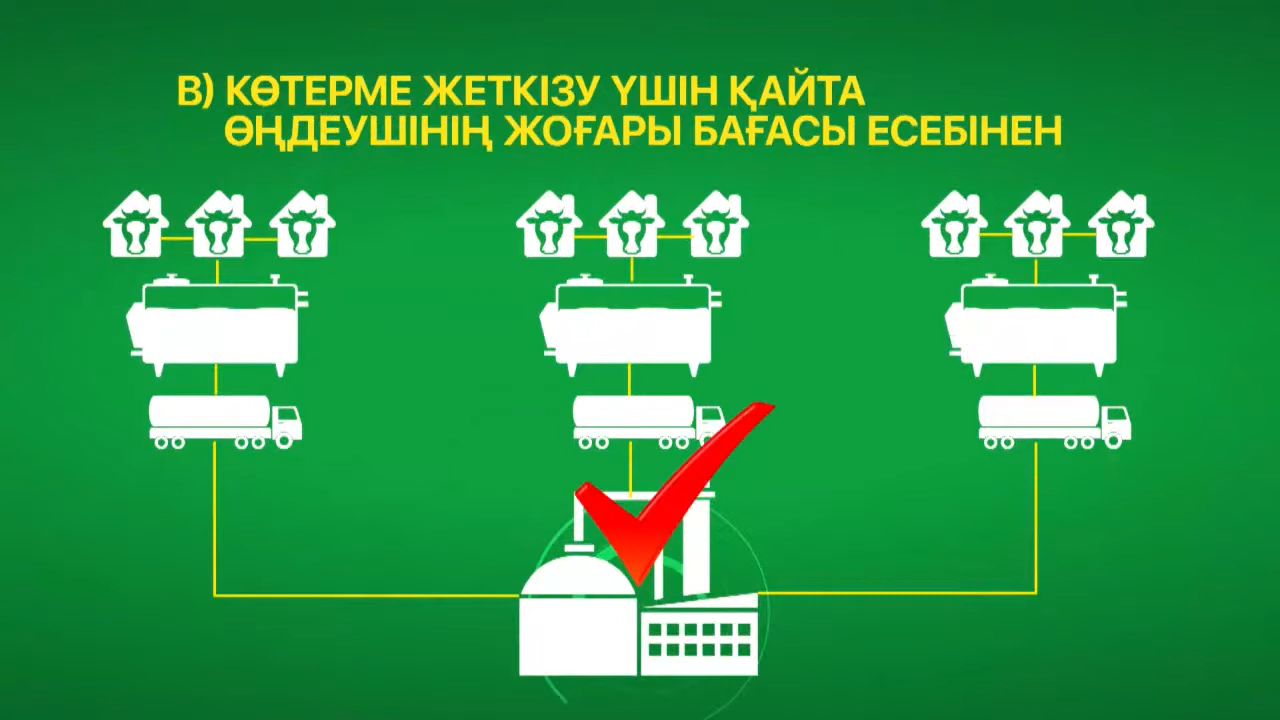 В) КӨТЕРМЕ ЖЕТКІЗУ ҮШІН ҚАЙТА
ӨҢДЕУШІНІҢ ЖОҒАРЫ БАҒАСЫ ЕСЕБІНЕН